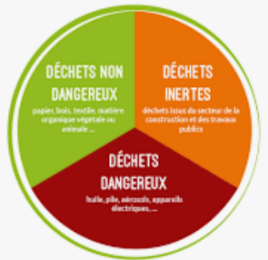 DÉCHETS NON
DANGEREUX
papier, bois, textile, matière
organique végétale ou
animale ...
DÉCHETS
INERTES
déchets issus du secteur de la
construction et des travaux
publics
DÉCHETS
DANGEREUX
huile, pile, aérosols, appareils
électriques, ...